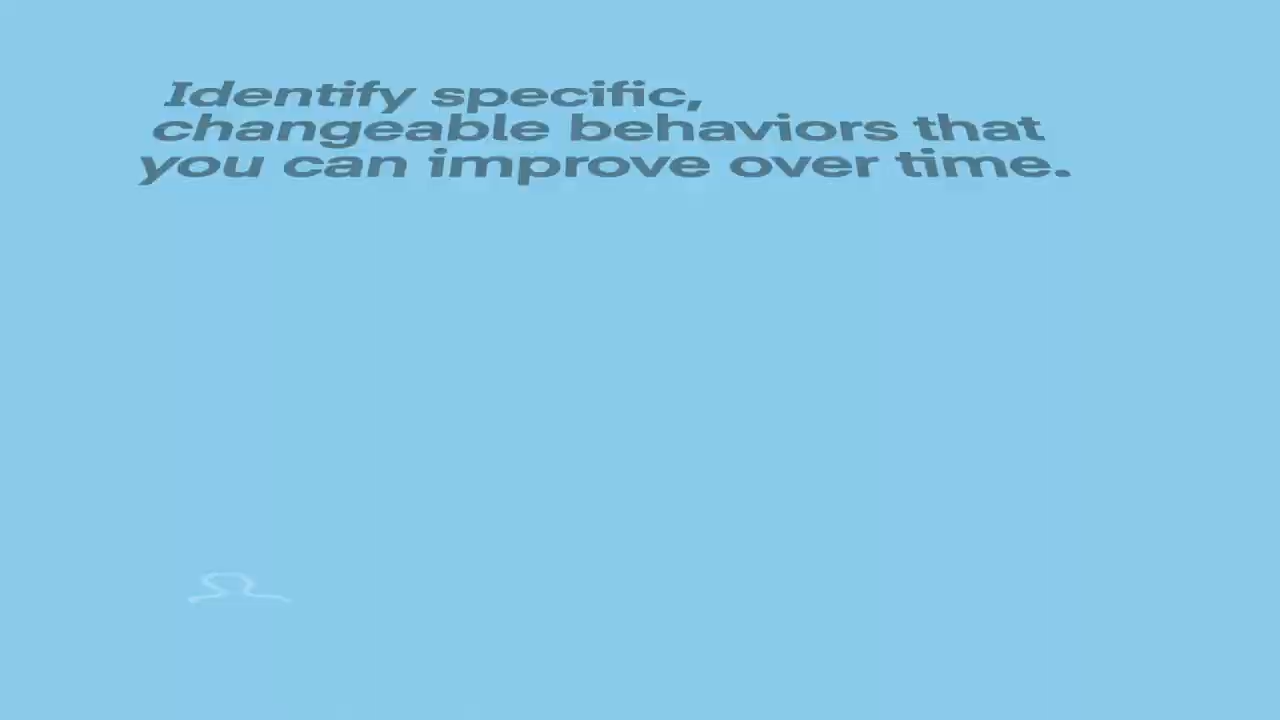 Identify specific,
changeable behaviors that
you can improve over time.